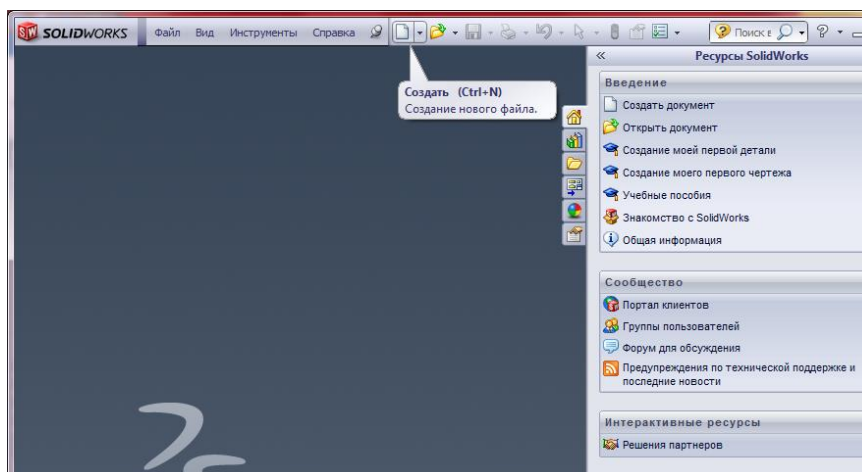 SW SOLIDWORKS Файл Вид Инструменты Справка
Поиск в
?
Создать (Ctrl+N)
Создание нового файла.
« Ресурсы SolidWorks
Введение
Создать документ
Открыть документ
Создание моей первой детали
Создание моего первого чертежа
Учебные пособия
Знакомство с SolidWorks
Общая информация
Сообщество
Портал клиентов
Группы пользователей
Форум для обсуждения
Предупреждения по технической поддержке и
последние новости
Интерактивные ресурсы
Решения партнеров